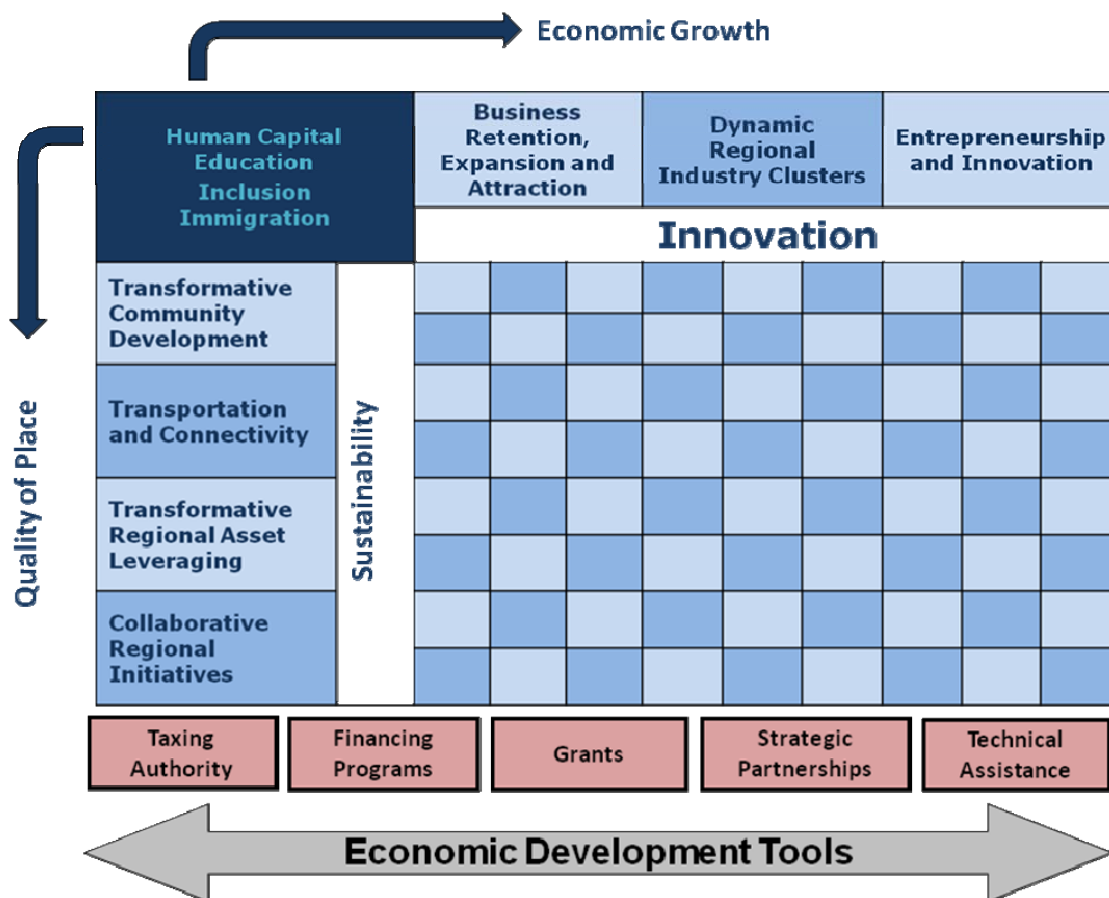 Economic Growth
Human Capital
Education
Inclusion
Immigration
Business
Retention,
Expansion and
Attraction
Dynamic
Regional
Industry Clusters
Entrepreneurship
and Innovation
Innovation
Quality of Place
Transformative
Community
Development
Transportation
and Connectivity
Transformative
Regional Asset
Leveraging
Collaborative
Regional
Initiatives
Sustainability
Taxing
Authority
Financing
Programs
Grants
Strategic
Partnerships
Technical
Assistance
Economic Development Tools